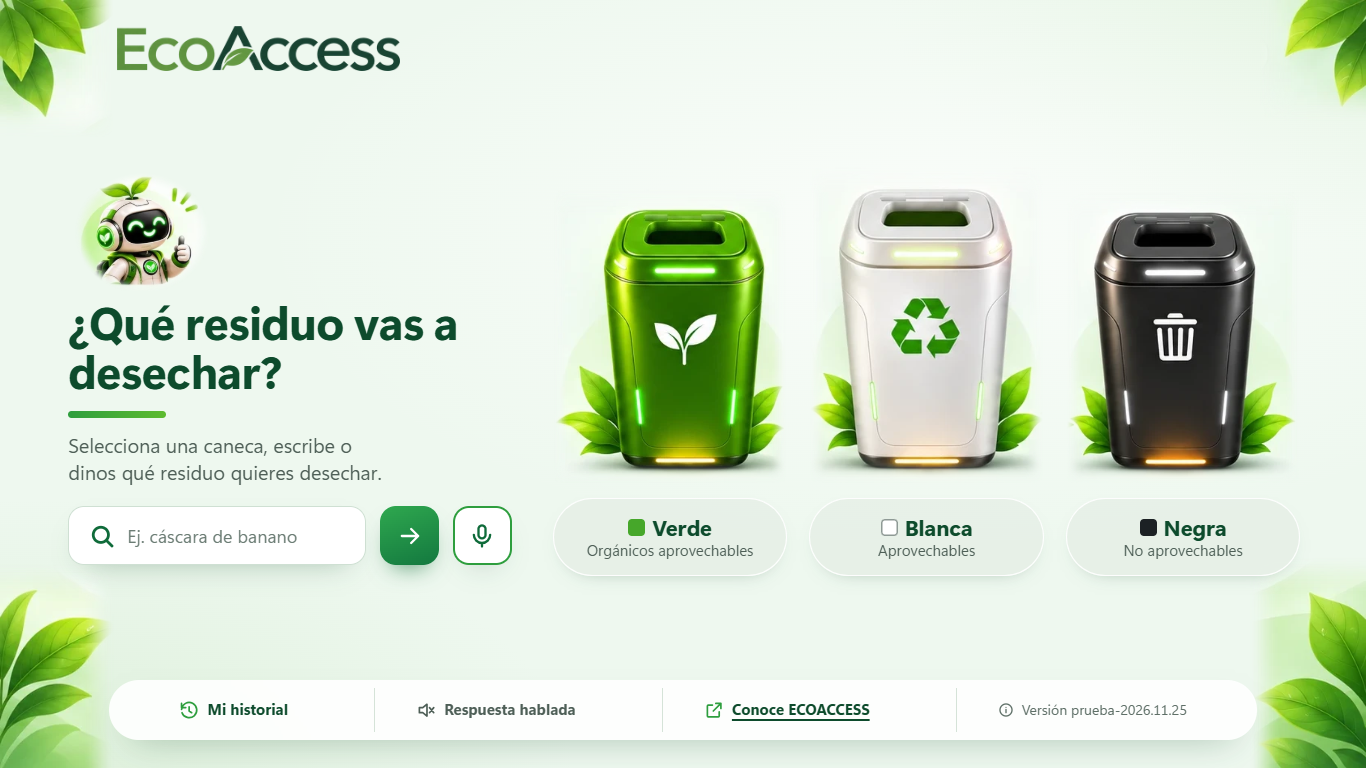 EcoAccess
¿Qué residuo vas a
desechar?
Selecciona una caneca, escribe o
dinos qué residuo quieres desechar.
Ej. cáscara de banano
Verde
Orgánicos aprovechables
Blanca
Aprovechables
Negra
No aprovechables
Mi historial
Respuesta hablada
Conoce ECOACCESS
Versión prueba-2026.11.25